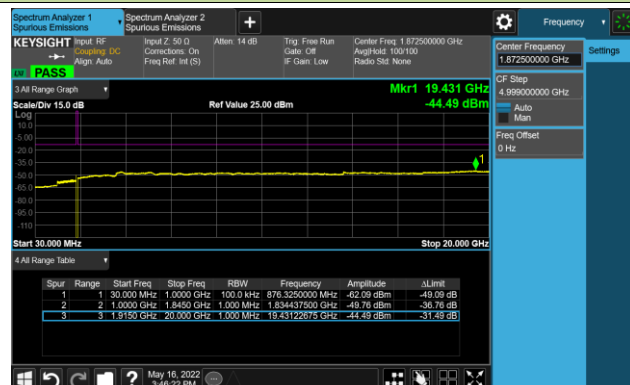 Spectrum Analyzer 1
Spurious Emissions
Spectrum Analyzer 2
Spurious Emissions
Frequency
KEYSIGHT
Input: RF
Coupling: DC
Align: Auto
Input Z: 50 Ω
Corrections: On
Freq Ref: Int (S)
Atten: 14 dB
Trig: Free Run
Gate: Off
IF Gain: Low
Center Freq: 1.872500000 GHz
Avg|Hold: 100/100
Radio Std: None
PASS
Center Frequency
1.872500000 GHz
Settings
CF Step
4.999000000 GHz
Auto
Man
Freq Offset
0 Hz
3 All Range Graph
Mkr1 19.431 GHz
-44.49 dBm
Scale/Div 15.0 dB
Ref Value 25.00 dBm
Log
10.0
-5.00
-20.0
-35.0
-50.0
-65.0
-80.0
-95.0
-110
1
Start 30.000 MHz
Stop 20.000 GHz
4 All Range Table
Spur Range Start Freq Stop Freq RBW Frequency Amplitude ΔLimit
1 1 30.000 MHz 1.0000 GHz 100.0 kHz 876.3250000 MHz -62.09 dBm -49.09 dB
2 2 1.0000 GHz 1.8450 GHz 1.000 MHz 1.834437500 GHz -49.76 dBm -36.76 dB
3 3 1.9150 GHz 20.000 GHz 1.000 MHz 19.43122675 GHz -44.49 dBm -31.49 dB
May 16, 2022
3:46:22 PM